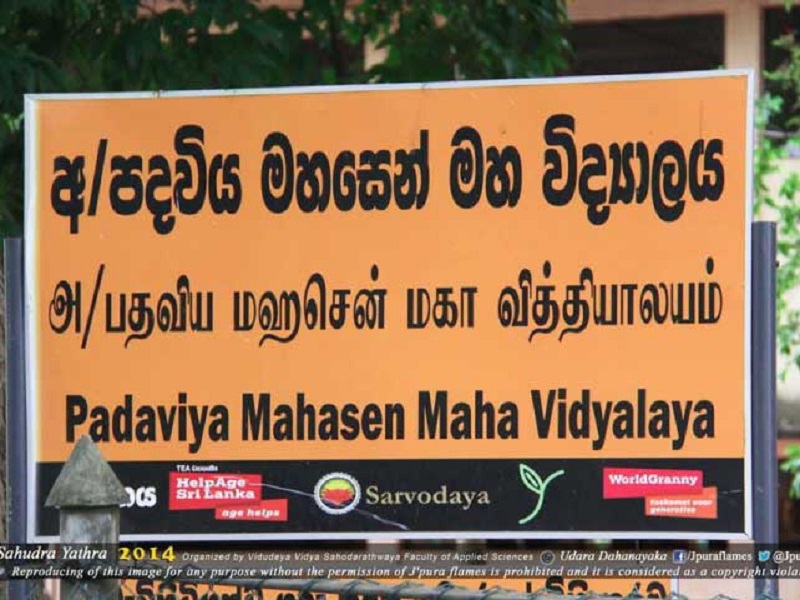 අ/පදවිය මහසෙන් මහ විද්‍යාලය
அ/பதவிய மஹசென் மகா வித்தியாலயம்
Padaviya Mahasen Maha Vidyalaya
HelpAge
Sri Lanka
age helps
Sarvodaya
WorldGranny
Sahudra Yathra 2014 Organized by Vidudeya Vidya Sahodarathwaya Faculty of Applied Sciences Udara Dahanayaka /Jpuraflames
Reproducing of this image for any purpose without the permission of J'pura flames is prohibited and it is considered as a copyright